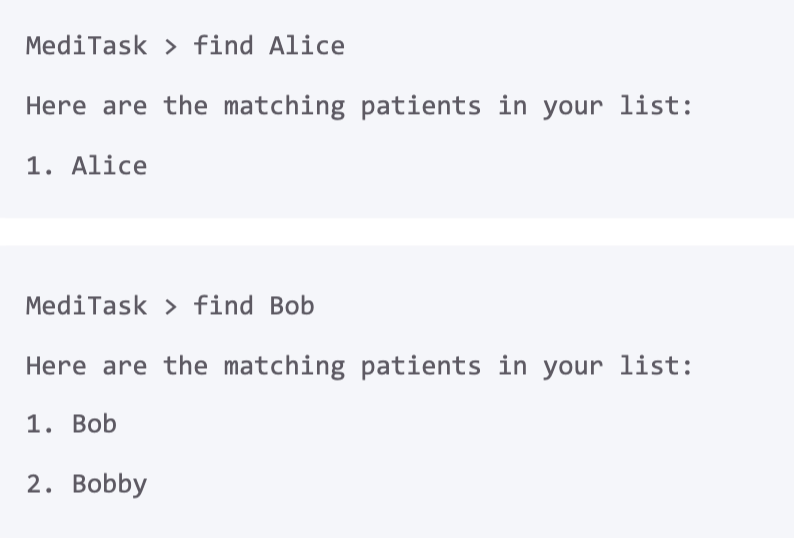 MediTask > find Alice
Here are the matching patients in your list:
1. Alice
MediTask > find Bob
Here are the matching patients in your list:
1. Bob
2. Bobby